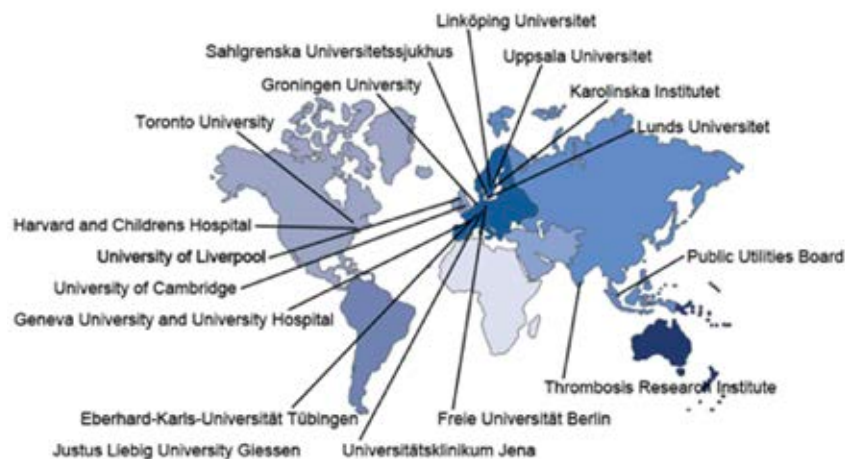 Linköping Universitet
Sahlgrenska Universitetssjukhus
Uppsala Universitet
Groningen University
Karolinska Institutet
Toronto University
Lunds Universitet
Harvard and Childrens Hospital
University of Liverpool
Public Utilities Board
University of Cambridge
Geneva University and University Hospital
Thrombosis Research Institute
Eberhard-Karls-Universität Tübingen
Freie Universität Berlin
Justus Liebig University Giessen
Universitätsklinikum Jena